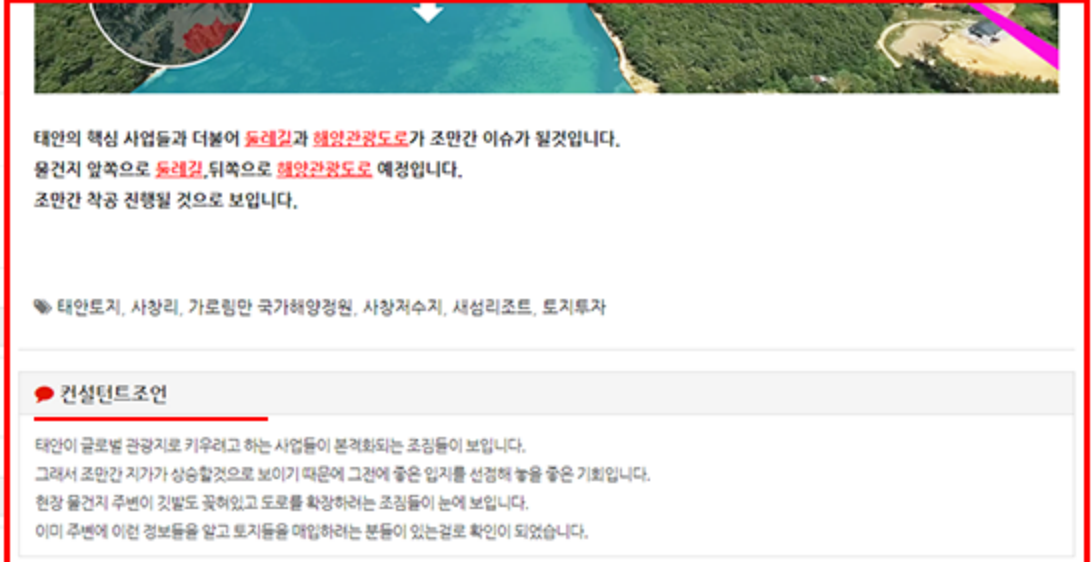 태안의 핵심 사업들과 더불어 둘레길과 해양관광도로가 조만간 이슈가 될것입니다.
물건지 앞쪽으로 둘레길,뒤쪽으로 해양관광도로 예정입니다.
조만간 착공 진행될 것으로 보입니다.
태안토지, 사창리, 가로림만 국가해양정원, 사창저수지, 새섬리조트, 토지투자
컨설턴트조언
태안이 글로벌 관광지로 키우려고 하는 사업들이 본격화되는 조짐들이 보입니다.
그래서 조만간 지가가 상승할것으로 보이기 때문에 그전에 좋은 입지를 선점해 놓을 좋은 기회입니다.
현장 물건지 주변이 깃발도 꽂혀있고 도로를 확장하려는 조짐들이 눈에 보입니다.
이미 주변에 이런 정보들을 알고 토지들을 매입하려는 분들이 있는걸로 확인이 되었습니다.